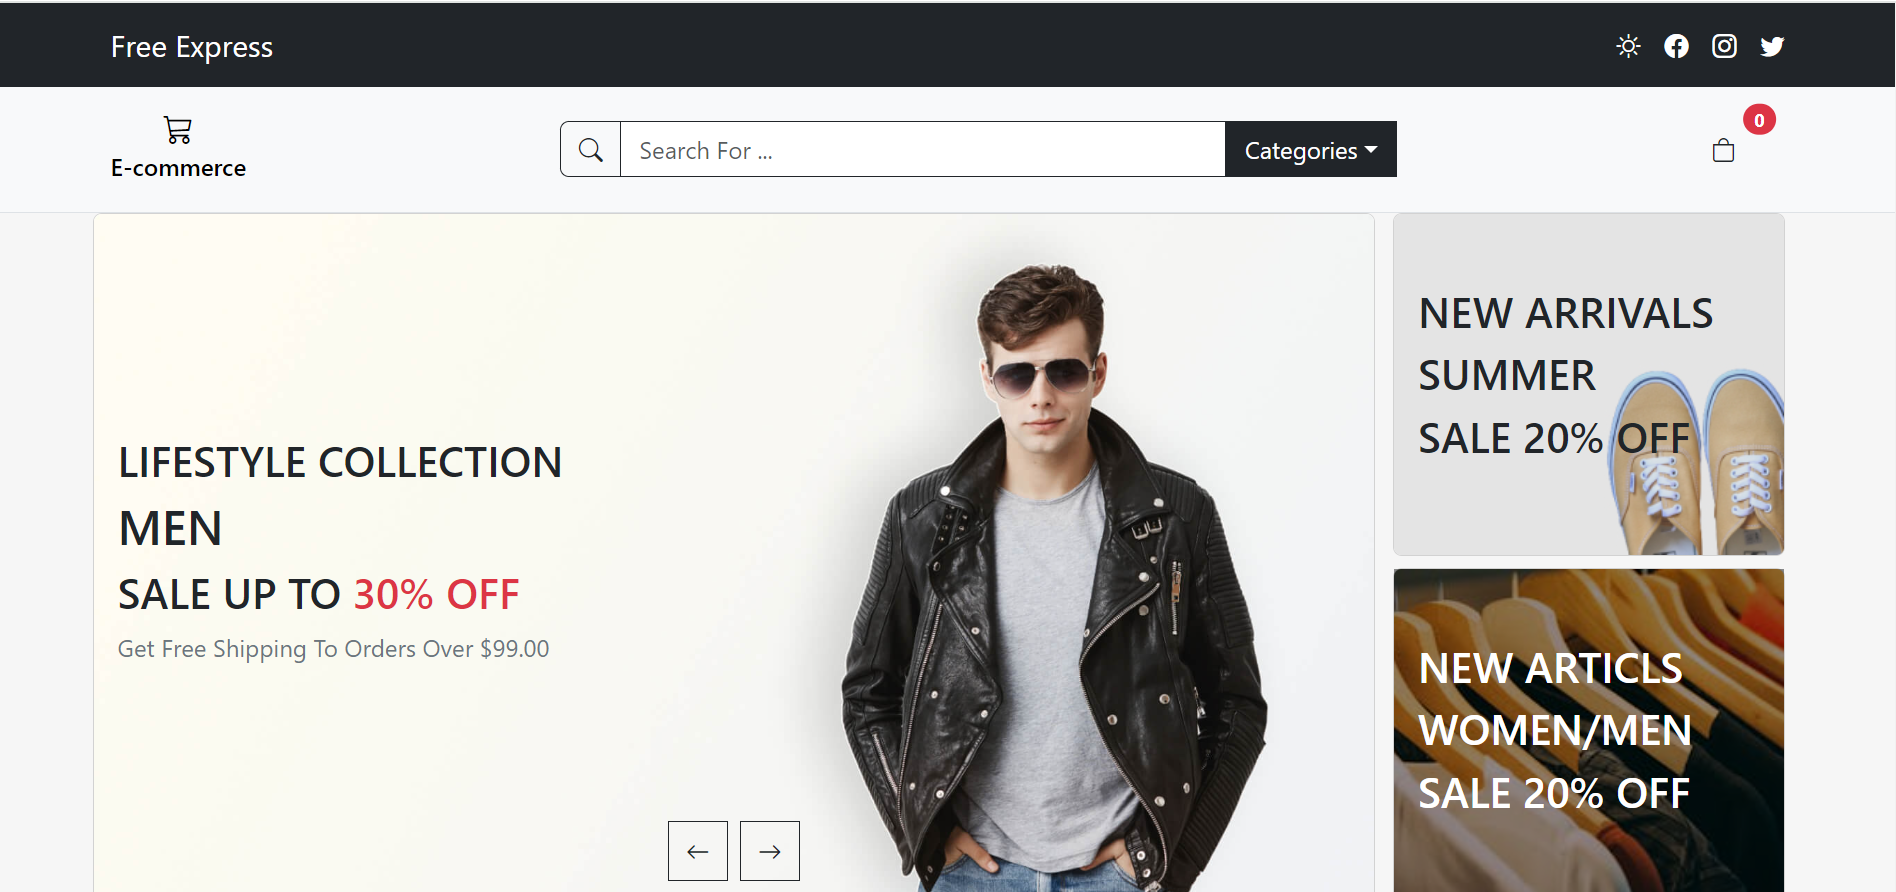 Free Express
E-commerce
Search For ...
Categories
0
LIFESTYLE COLLECTION
MEN
SALE UP TO 30% OFF
Get Free Shipping To Orders Over $99.00
NEW ARRIVALS
SUMMER
SALE 20% OFF
NEW ARTICLS
WOMEN/MEN
SALE 20% OFF